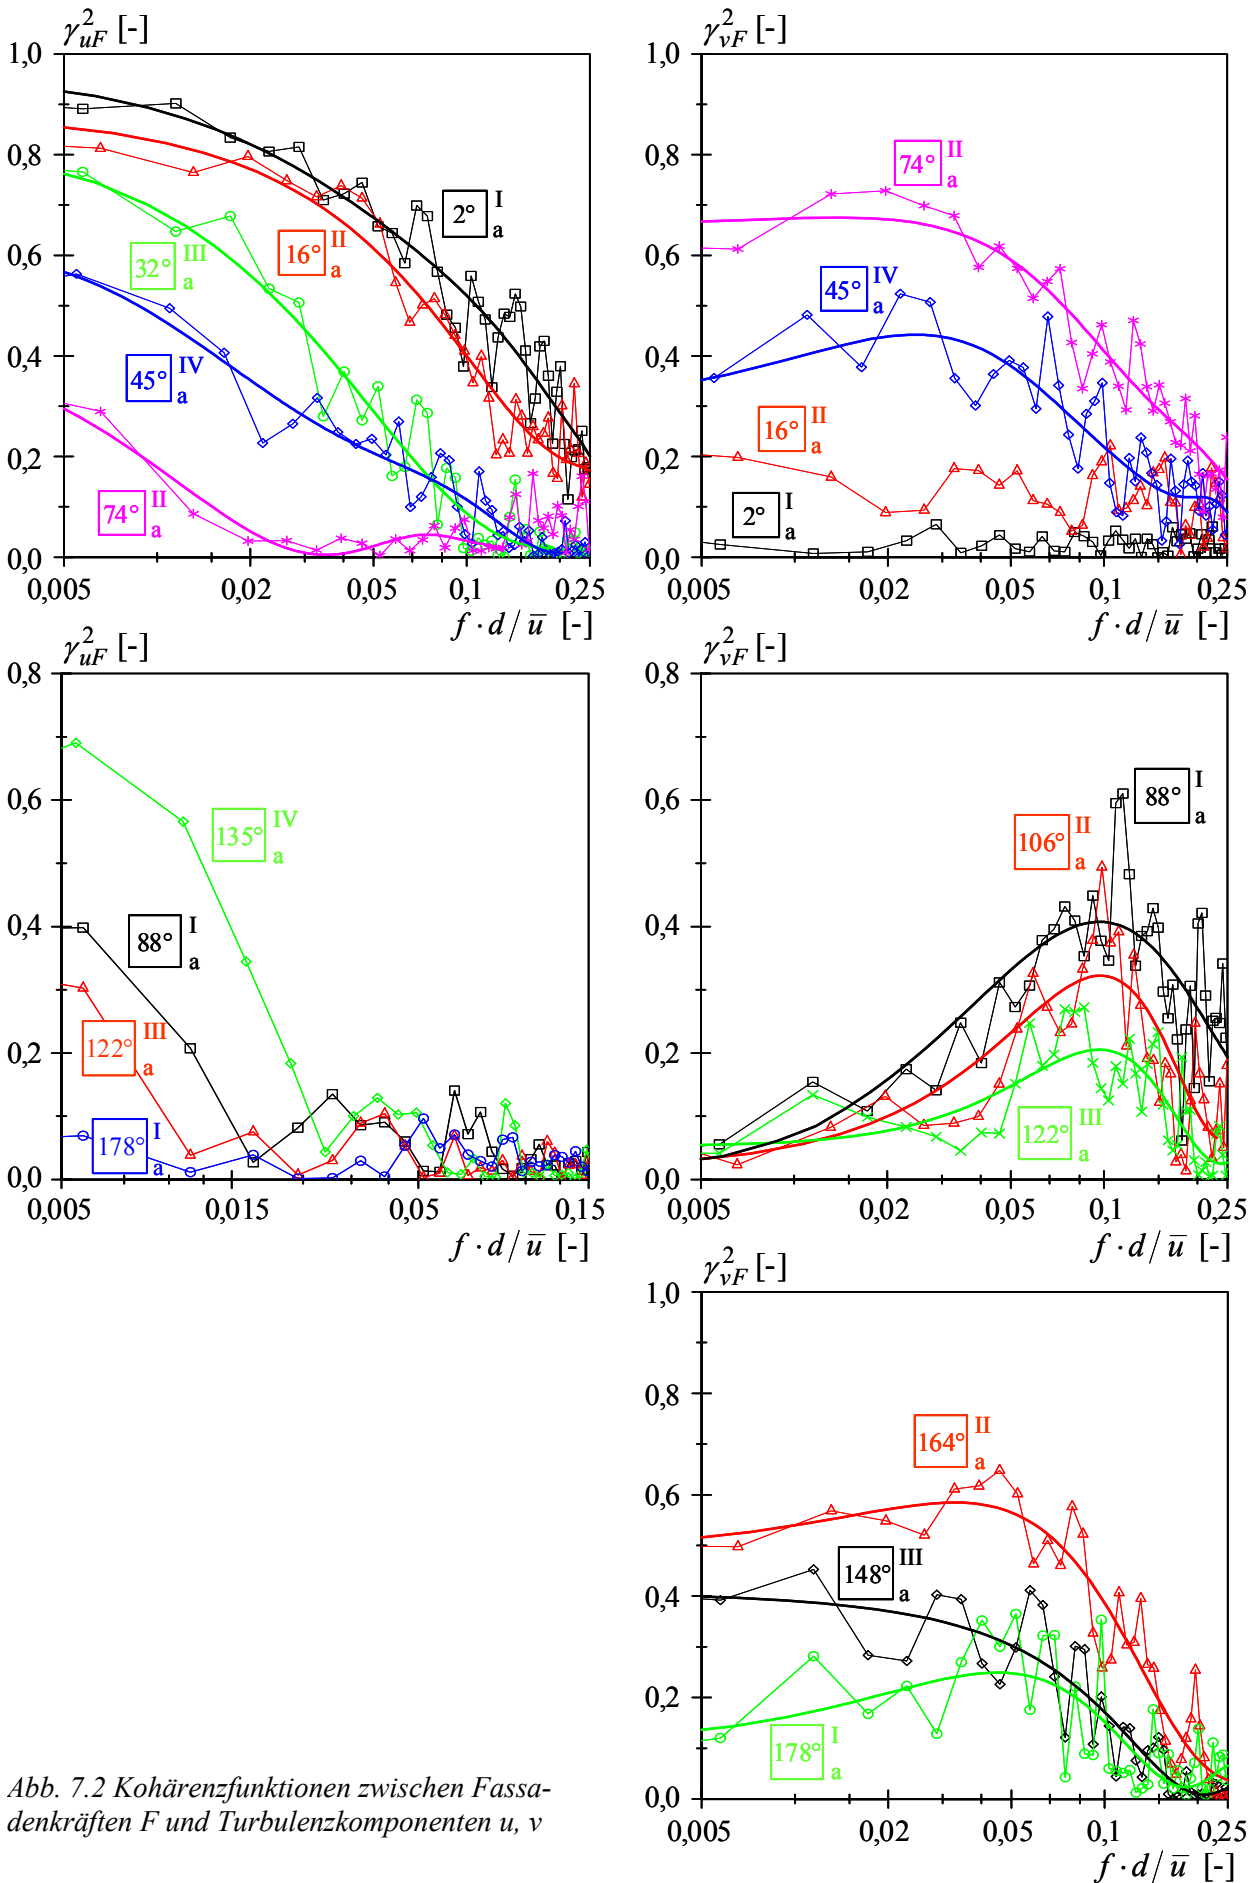 γ²uF [-]
1,0
0,8
0,6
0,4
0,2
0,0
2° I a
16° II a
32° III a
45° IV a
74° II a
0,005 0,02 0,05 0,1 0,25
f · d / u̅ [-]
γ²vF [-]
1,0
0,8
0,6
0,4
0,2
0,0
74° II a
45° IV a
16° II a
2° I a
0,005 0,02 0,05 0,1 0,25
f · d / u̅ [-]
γ²uF [-]
0,8
0,6
0,4
0,2
0,0
135° IV a
88° I a
122° III a
178° I a
0,005 0,015 0,05 0,15
f · d / u̅ [-]
γ²vF [-]
0,8
0,6
0,4
0,2
0,0
88° I a
106° II a
122° III a
0,005 0,02 0,05 0,1 0,25
f · d / u̅ [-]
γ²vF [-]
1,0
0,8
0,6
0,4
0,2
0,0
164° II a
148° III a
178° I a
0,005 0,02 0,05 0,1 0,25
f · d / u̅ [-]
Abb. 7.2 Kohärenzfunktionen zwischen Fassa-
denkräften F und Turbulenzkomponenten u, v